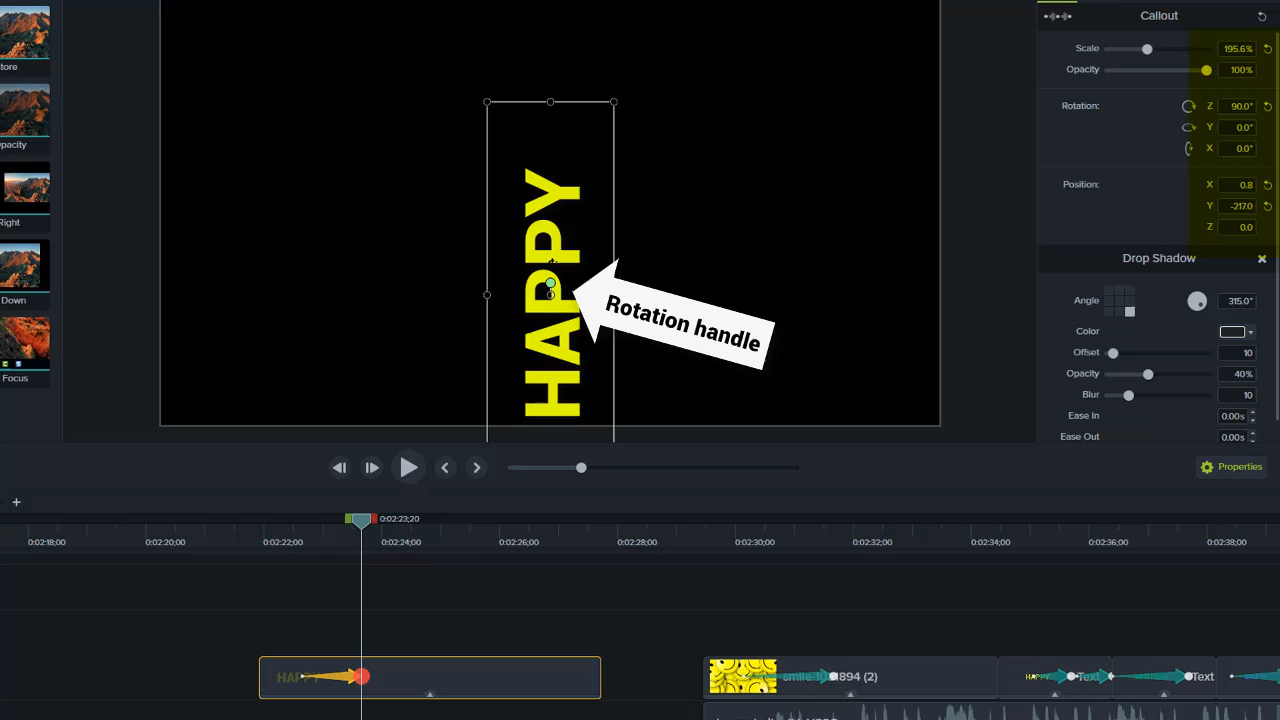 Callout
tore
Scale
195.6%
Opacity
100%
pacity
Rotation:
Z
90.0°
Y
0.0°
X
0.0°
Right
Position:
X
0.8
Y
-217.0
Z
0.0
HAPPY
Rotation handle
Drop Shadow
Down
Angle
315.0°
Color
Offset
10
Opacity
40%
Focus
Blur
10
Ease In
0.00s
Ease Out
0.00s
Properties
+
0:02:23;20
0:02:18;00
0:02:20;00
0:02:22;00
0:02:24;00
0:02:26;00
0:02:28;00
0:02:30;00
0:02:32;00
0:02:34;00
0:02:36;00
0:02:38;00
HAPPY
894 (2)
HAPPY
Text
Text